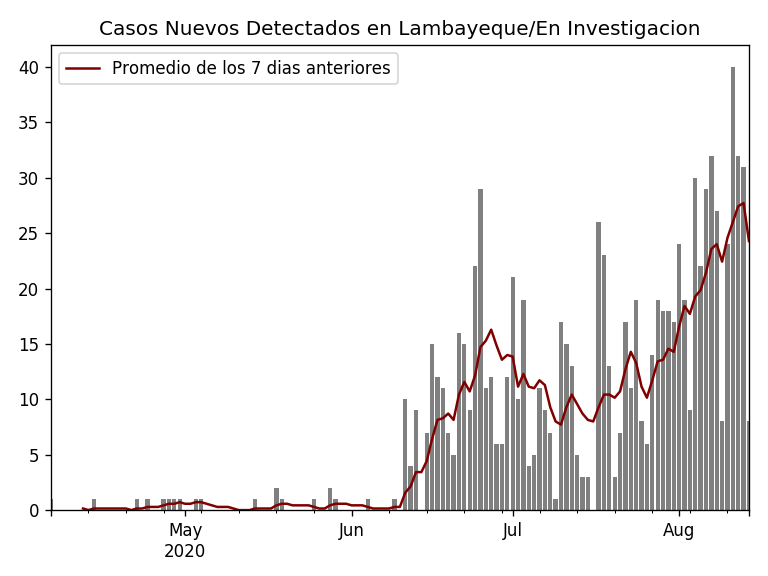 Casos Nuevos Detectados en Lambayeque/En Investigacion
Promedio de los 7 dias anteriores
40
35
30
25
20
15
10
5
0
May
2020
Jun
Jul
Aug